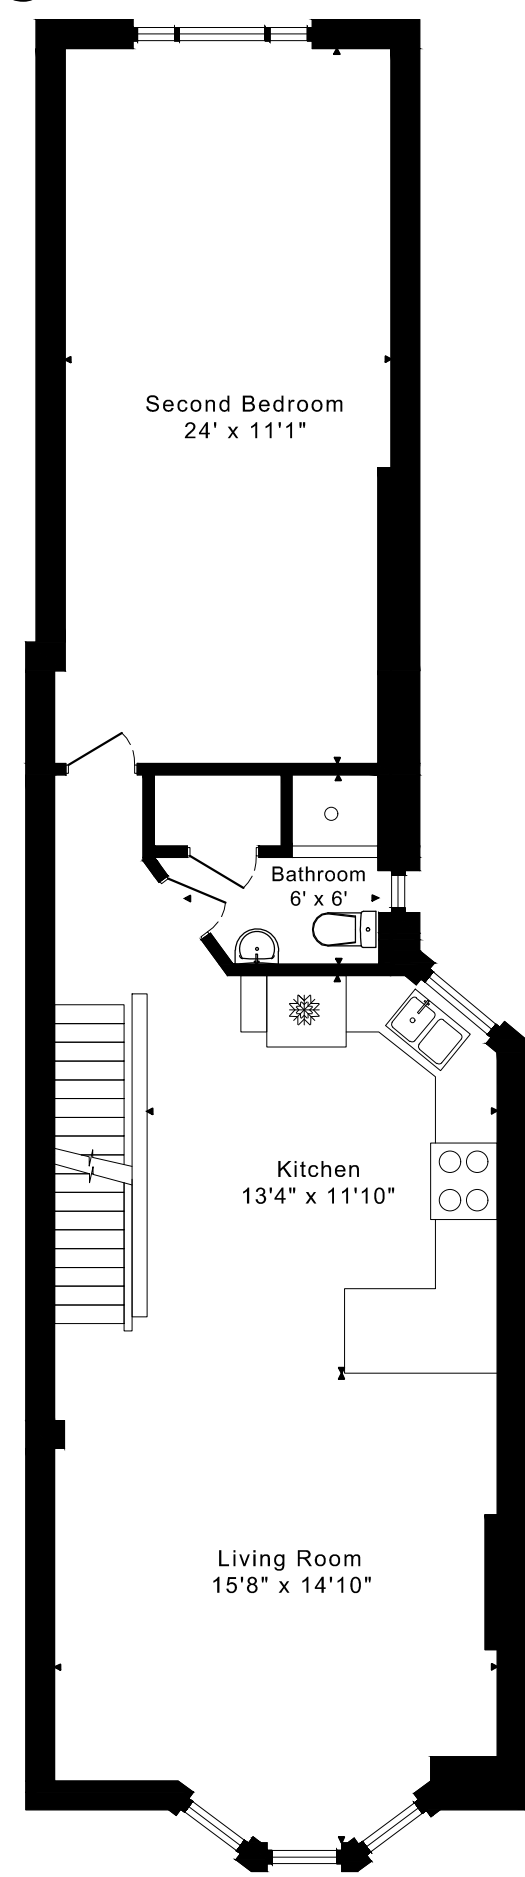 Second Bedroom
24' x 11'1"
Bathroom
6' x 6'
Kitchen
13'4" x 11'10"
Living Room
15'8" x 14'10"